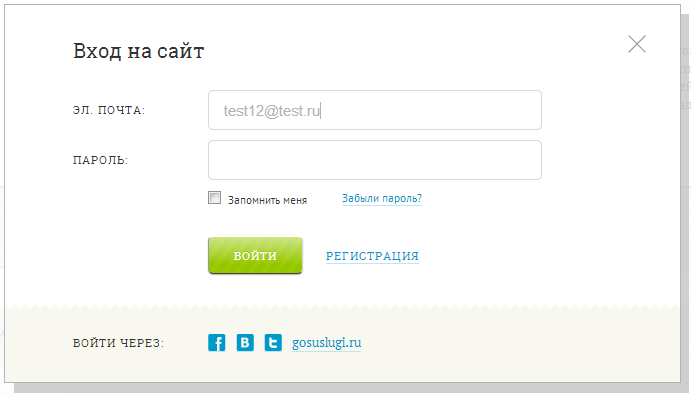 Вход на сайт
ЭЛ. ПОЧТА:
test12@test.ru
ПАРОЛЬ:
Запомнить меня
Забыли пароль?
ВОЙТИ
РЕГИСТРАЦИЯ
ВОЙТИ ЧЕРЕЗ:
gosuslugi.ru